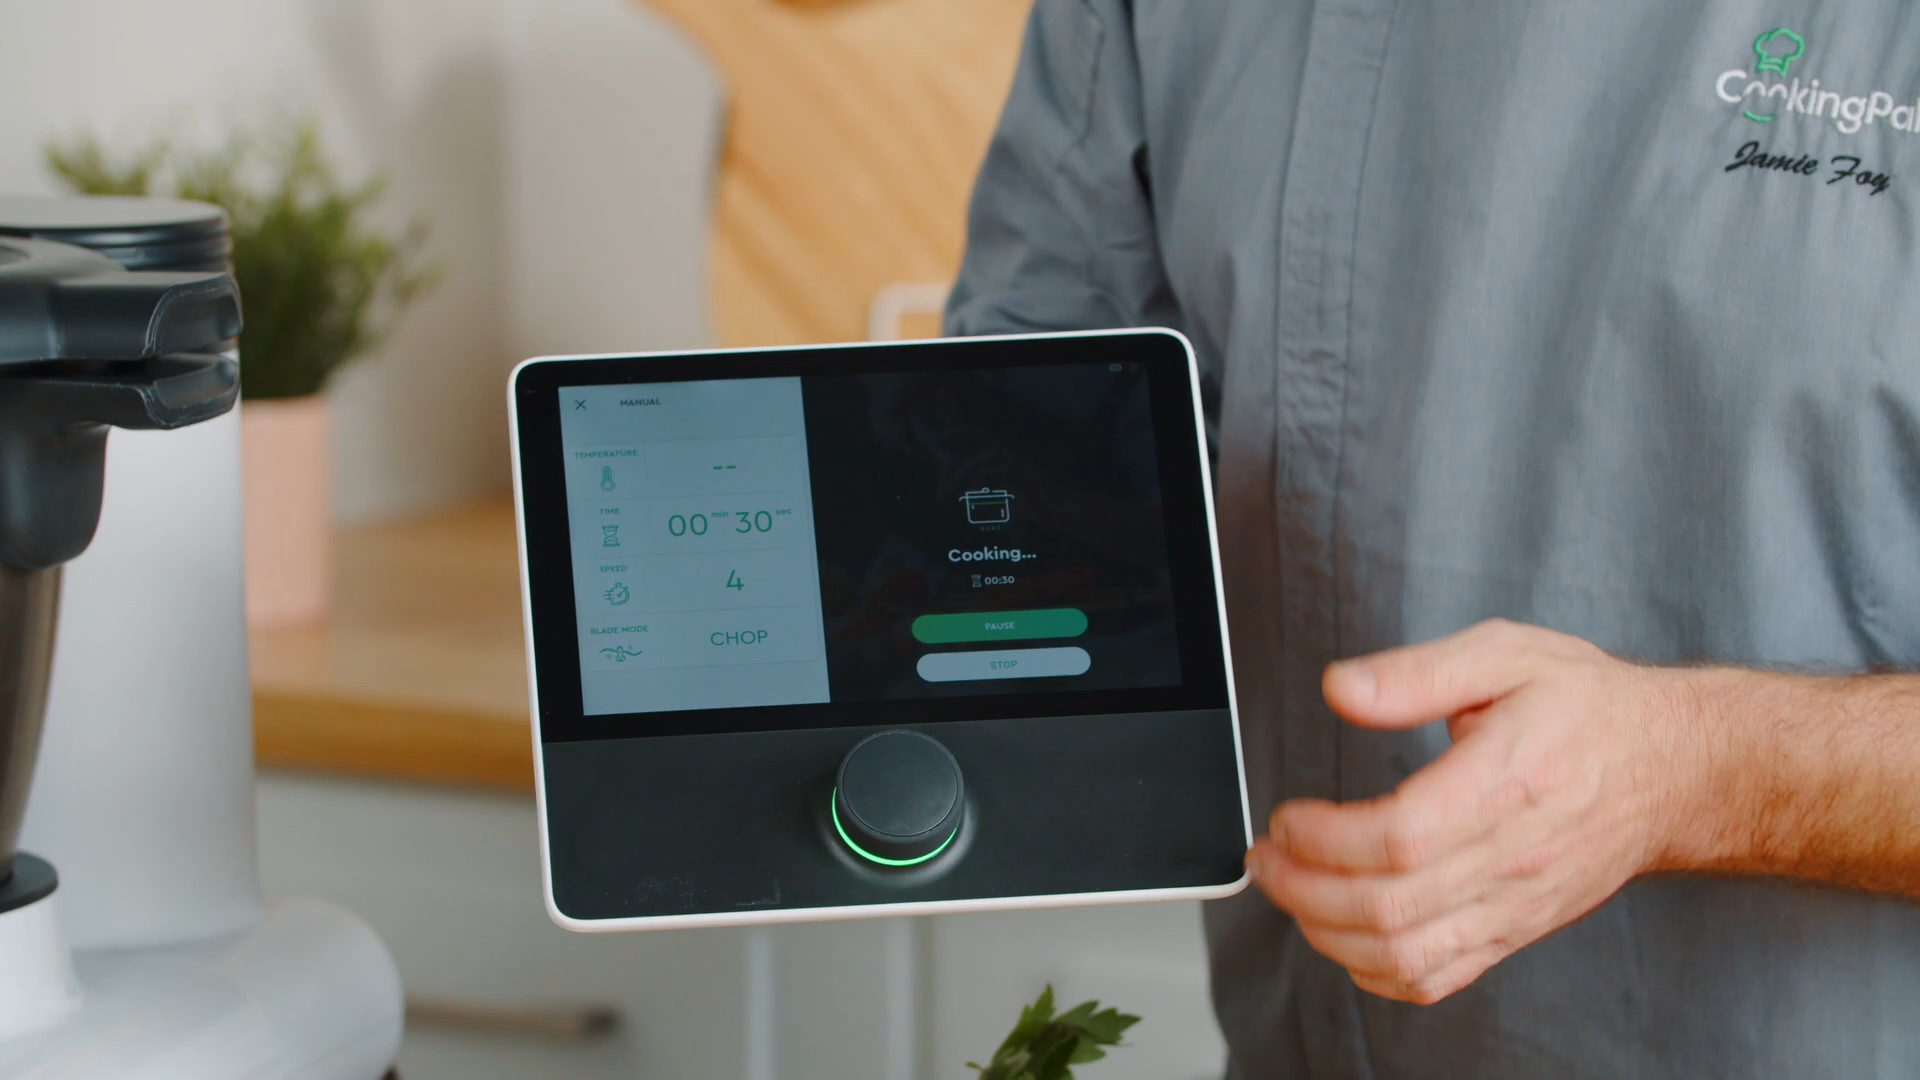 CookingPal
Jamie Foy
MANUAL
TEMPERATURE
--
TIME
00 min 30 sec
SPEED
4
BLADE MODE
CHOP
Cooking...
00:30
PAUSE
STOP